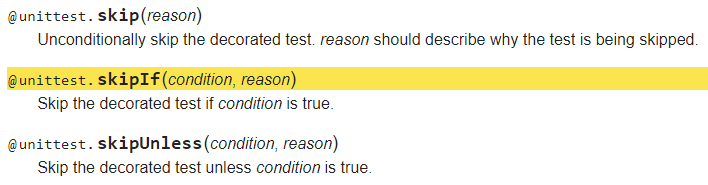 @unittest.skip(reason)
Unconditionally skip the decorated test. reason should describe why the test is being skipped.
@unittest.skipIf(condition, reason)
Skip the decorated test if condition is true.
@unittest.skipUnless(condition, reason)
Skip the decorated test unless condition is true.